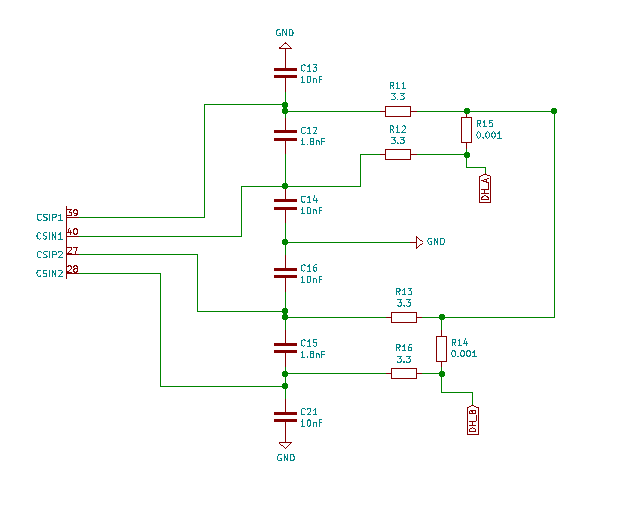 GND
C13
10nF
R11
3.3
C12
1.8nF
R12
3.3
R15
0.001
DH_A
C14
10nF
CSIP1 39
CSIN1 40
CSIP2 27
CSIN2 28
GND
C16
10nF
R13
3.3
C15
1.8nF
R16
3.3
R14
0.001
DH_B
C21
10nF
GND